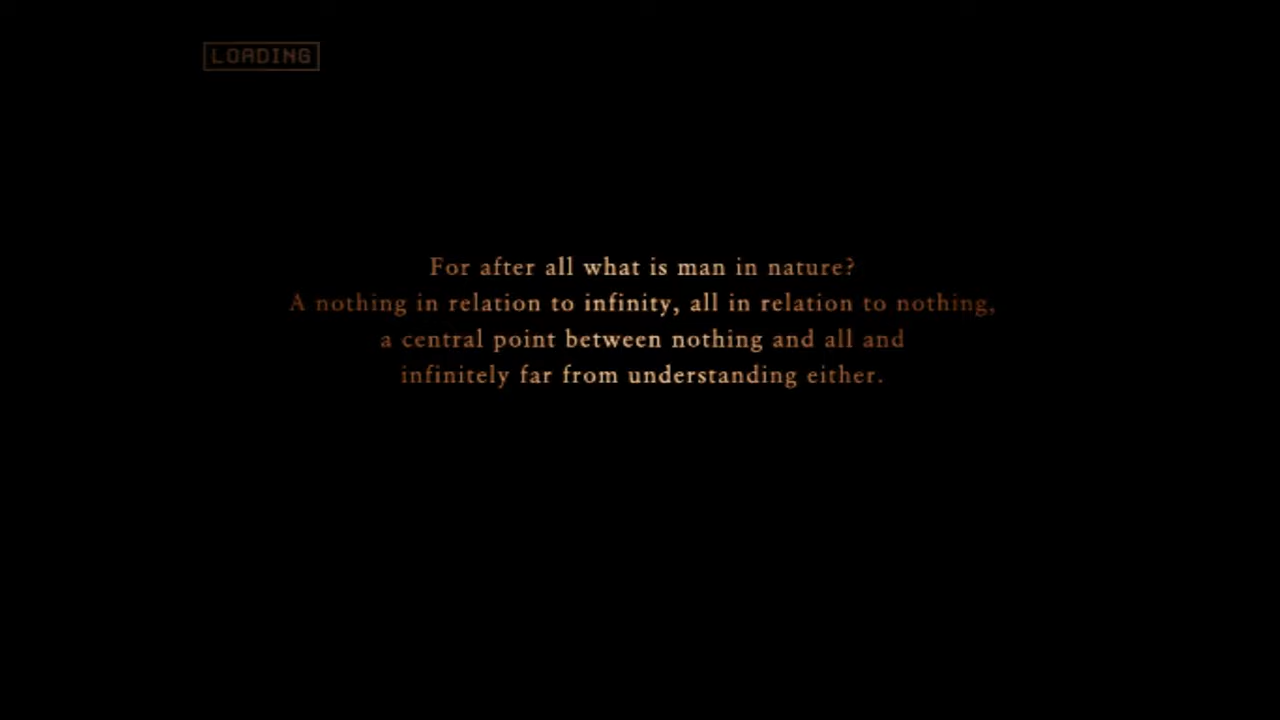 LOADING
For after all what is man in nature?
A nothing in relation to infinity, all in relation to nothing,
a central point between nothing and all and
infinitely far from understanding either.